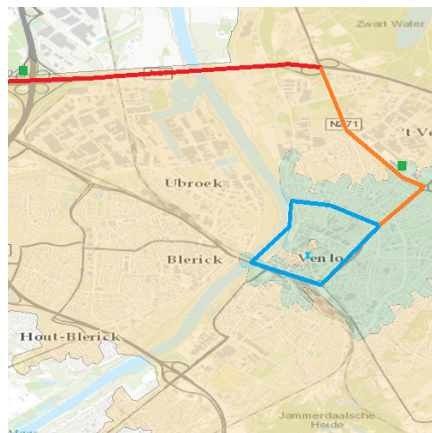 Zwart Water
N271
't Ve
Ubroek
Blerick
Venlo
Hout-Blerick
Jammerdaalsche
Heide